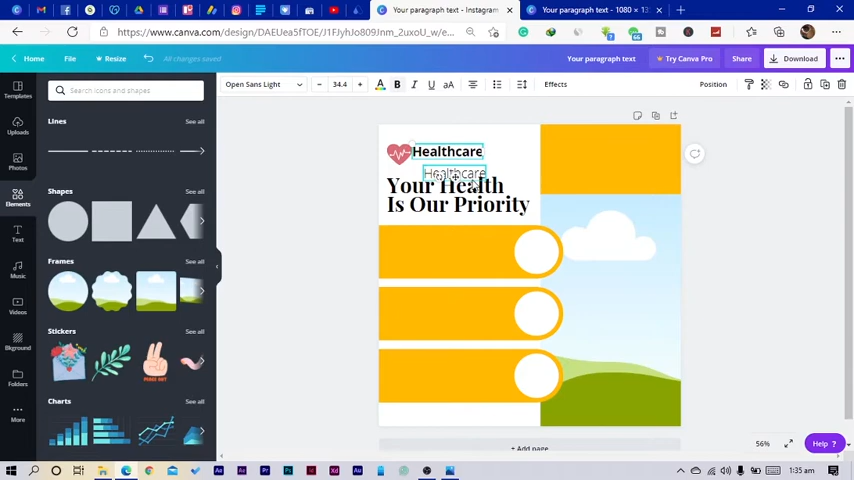 Your paragraph text - Instagram
Your paragraph text - 1080 × 13
https://www.canva.com/design/
Home
File
Resize
All changes saved
Your paragraph text
Try Canva Pro
Share
Download
Templates
Uploads
Photos
Elements
Text
Music
Videos
Bkground
Folders
More
Search icons and shapes
Lines
See all
Shapes
See all
Frames
See all
Stickers
See all
Charts
See all
Open Sans Light
34.4
A
B
I
U
aA
Effects
Position
Healthcare
Healthcare
Your Health
Is Our Priority
+ Add page
56%
Help ?
1:35 am